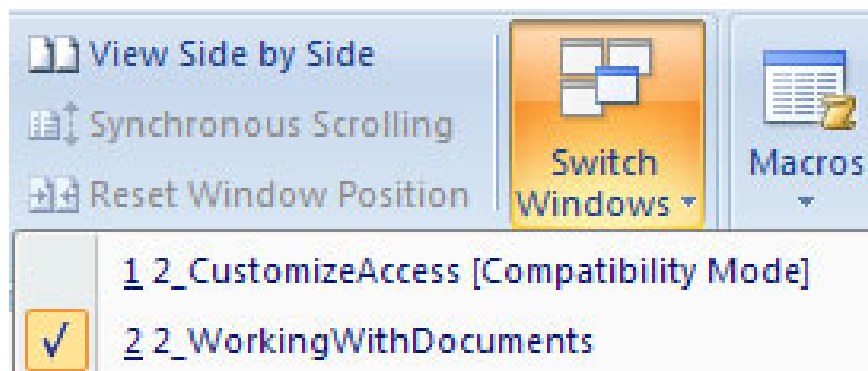 View Side by Side
Synchronous Scrolling
Reset Window Position
Switch
Windows
Macros
1 2_CustomizeAccess [Compatibility Mode]
2 2_WorkingWithDocuments